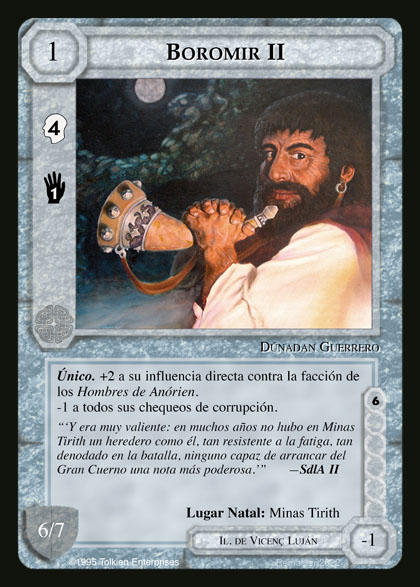 1
BOROMIR II
4
1
DÚNADAN GUERRERO
Único. +2 a su influencia directa contra la facción de
los Hombres de Anórien.
-1 a todos sus chequeos de corrupción.
“‘Y era muy valiente: en muchos años no hubo en Minas
Tirith un heredero como él, tan resistente a la fatiga, tan
denodado en la batalla, ninguno capaz de arrancar del
Gran Cuerno una nota más poderosa.’” —SdlA II
6
Lugar Natal: Minas Tirith
6/7
IL. DE VICENÇ LUJÁN
-1
©1995 Tolkien Enterprises